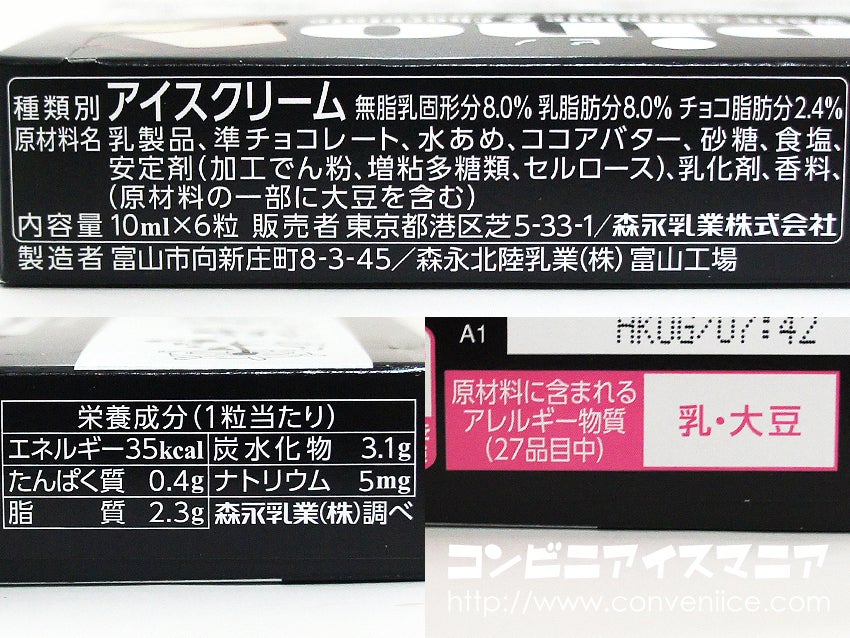 種類別 アイスクリーム 無脂乳固形分8.0% 乳脂肪分8.0% チョコ脂肪分2.4%
原材料名 乳製品、準チョコレート、水あめ、ココアバター、砂糖、食塩、
安定剤(加工でん粉、増粘多糖類、セルロース)、乳化剤、香料、
(原材料の一部に大豆を含む)
内容量 10ml×6粒 販売者 東京都港区芝5-33-1/森永乳業株式会社
製造者 富山市向新庄町8-3-45/森永北陸乳業(株)富山工場
栄養成分(1粒当たり)
エネルギー35kcal 炭水化物 3.1g
たんぱく質 0.4g ナトリウム 5mg
脂質 2.3g 森永乳業(株)調べ
A1
原材料に含まれる
アレルギー物質
(27品目中)
乳・大豆
コンビニアイスマニア
http://www.conveniice.com